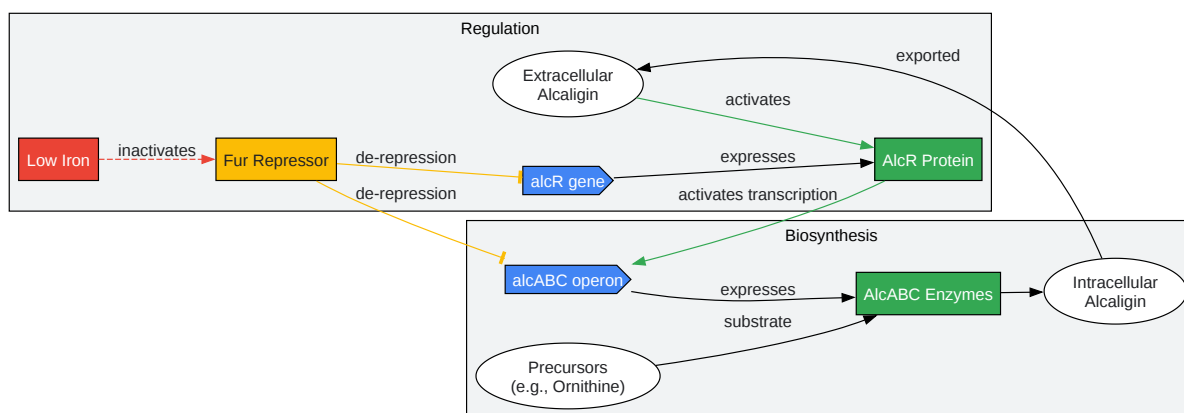 Regulation
Extracellular
Alcaligin
exported
activates
Low Iron
inactivates
Fur Repressor
de-repression
alcR gene
expresses
AlcR Protein
de-repression
activates transcription
Biosynthesis
alcABC operon
expresses
AlcABC Enzymes
Intracellular
Alcaligin
substrate
Precursors
(e.g., Ornithine)